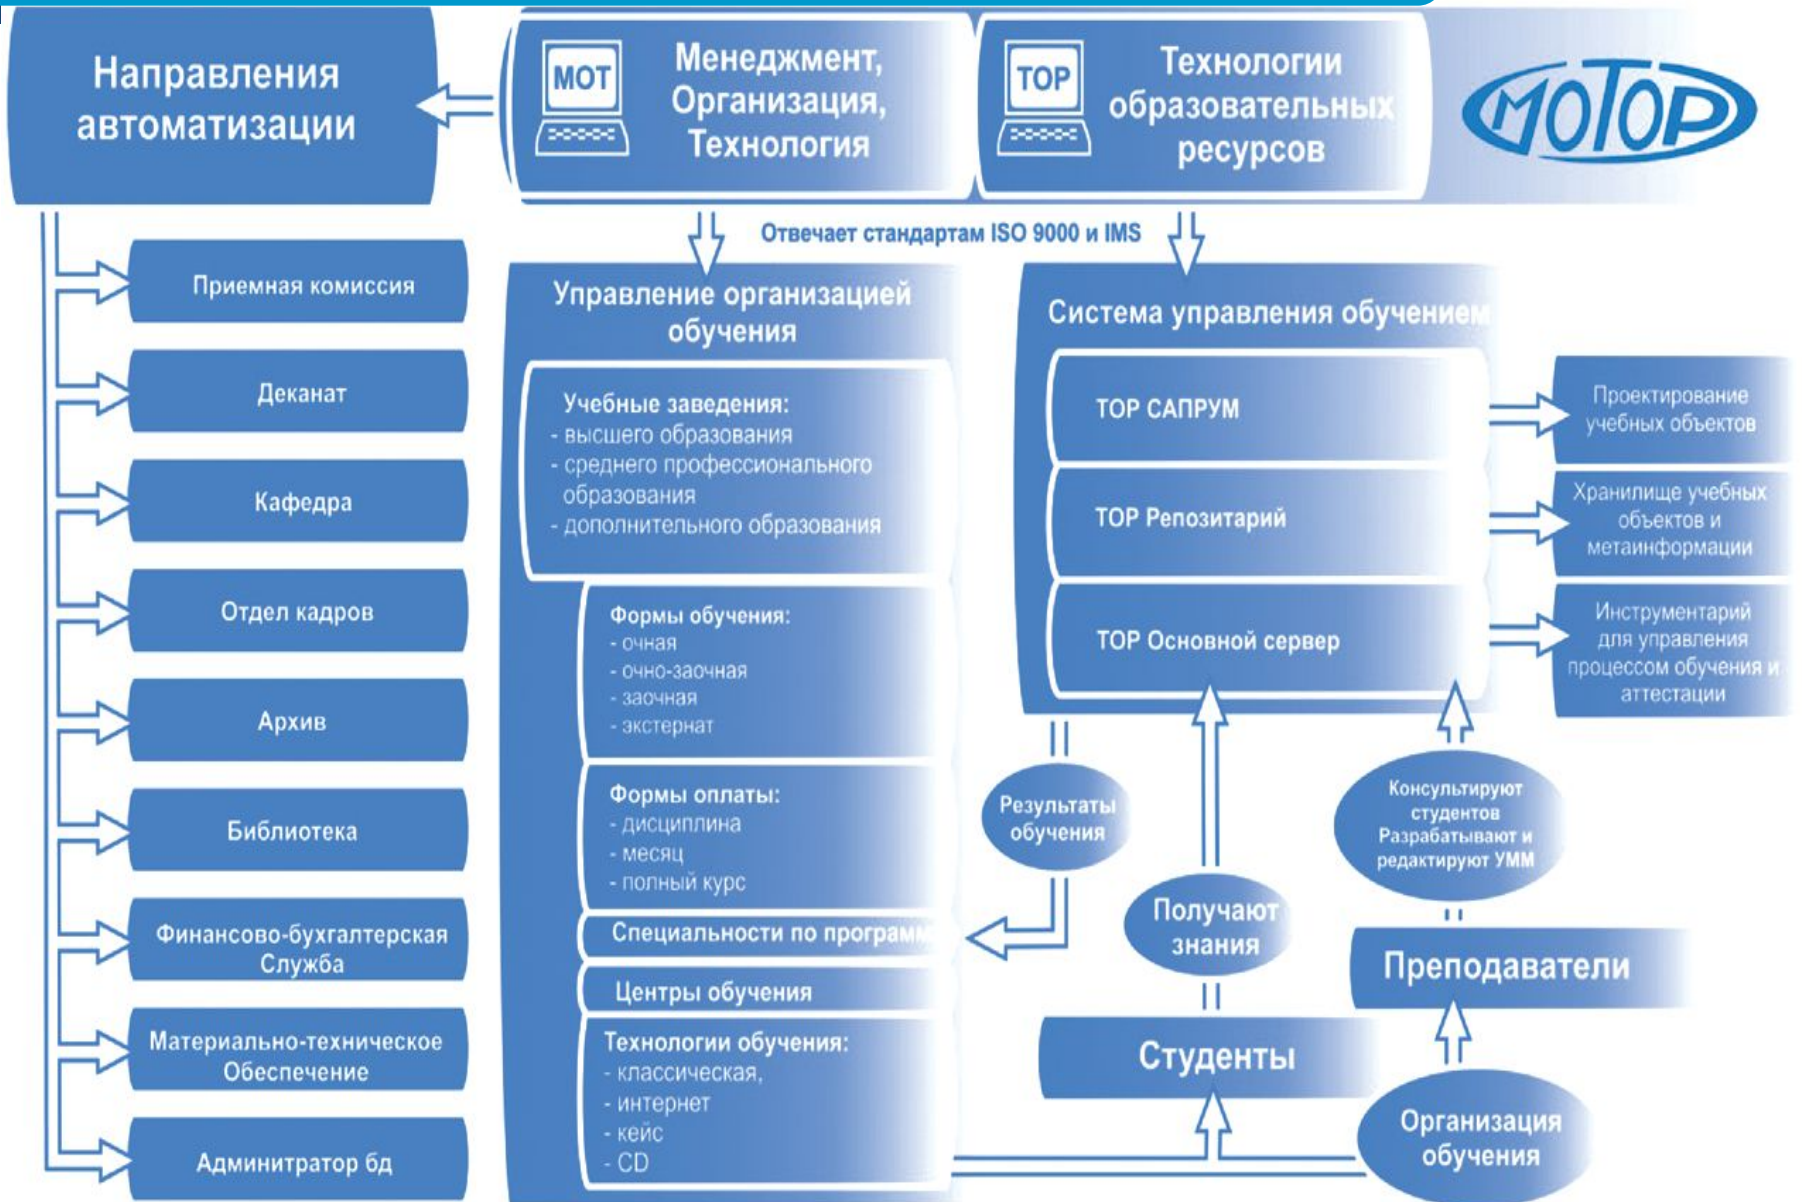 Направления
автоматизации
МОТ
Менеджмент,
Организация,
Технология
ТОР
Технологии
образовательных
ресурсов
МОТОР
Отвечает стандартам ISO 9000 и IMS
Приемная комиссия
Деканат
Кафедра
Отдел кадров
Архив
Библиотека
Финансово-бухгалтерская
Служба
Материально-техническое
Обеспечение
Админитратор бд
Управление организацией
обучения
Учебные заведения:
- высшего образования
- среднего профессионального
образования
- дополнительного образования
Формы обучения:
- очная
- очно-заочная
- заочная
- экстернат
Формы оплаты:
- дисциплина
- месяц
- полный курс
Специальности по программ
Центры обучения
Технологии обучения:
- классическая,
- интернет
- кейс
- CD
Система управления обучением
ТОР САПРУМ
ТОР Репозитарий
ТОР Основной сервер
Проектирование
учебных объектов
Хранилище учебных
объектов и
метаинформации
Инструментарий
для управления
процессом обучения и
аттестации
Результаты
обучения
Получают
знания
Консультируют
студентов
Разрабатывают и
редактируют УММ
Преподаватели
Студенты
Организация
обучения